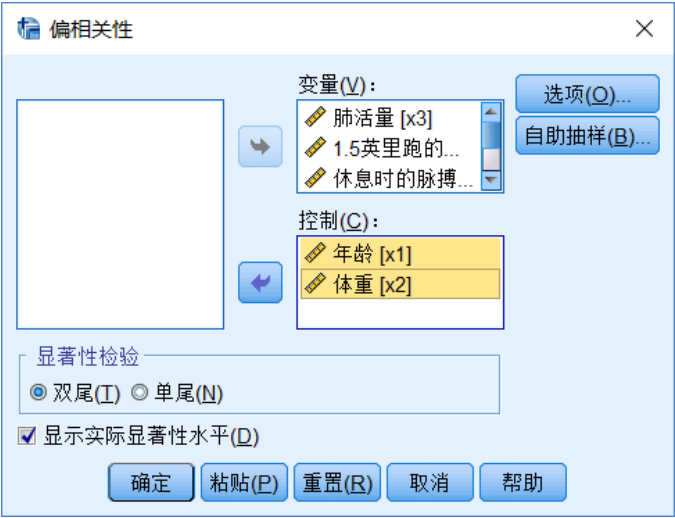 偏相关性
变量(V)：
选项(O)...
肺活量 [x3]
自助抽样(B)...
1.5英里跑的...
休息时的脉搏...
控制(C)：
年龄 [x1]
体重 [x2]
显著性检验
双尾(T) 单尾(N)
显示实际显著性水平(D)
确定 粘贴(P) 重置(R) 取消 帮助